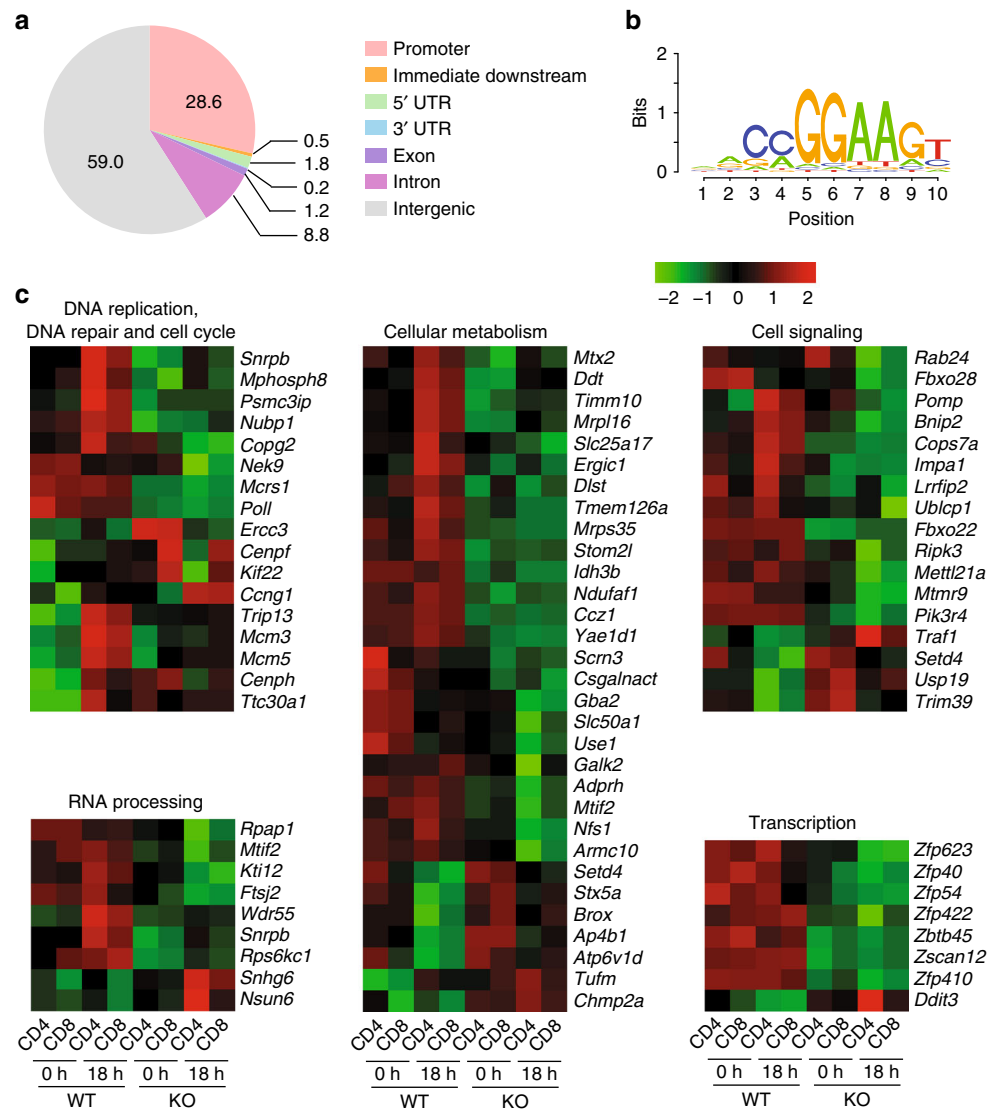 a
28.6
59.0
0.5
1.8
0.2
1.2
8.8
Promoter
Immediate downstream
5′ UTR
3′ UTR
Exon
Intron
Intergenic
b
2
1
0
Bits
CCGGAAGT
1 2 3 4 5 6 7 8 9 10
Position
−2 −1 0 1 2
c
DNA replication,
DNA repair and cell cycle
Snrpb
Mphosph8
Psmc3ip
Nubp1
Copg2
Nek9
Mcrs1
Poll
Ercc3
Cenpf
Kif22
Ccng1
Trip13
Mcm3
Mcm5
Cenph
Ttc30a1
RNA processing
Rpap1
Mtif2
Kti12
Ftsj2
Wdr55
Snrpb
Rps6kc1
Snhg6
Nsun6
CD4 CD8 CD4 CD8 CD4 CD8 CD4 CD8
0 h 18 h 0 h 18 h
WT KO
Cellular metabolism
Mtx2
Ddt
Timm10
Mrpl16
Slc25a17
Ergic1
Dlst
Tmem126a
Mrps35
Stom2l
Idh3b
Ndufaf1
Ccz1
Yae1d1
Scrn3
Csgalnact
Gba2
Slc50a1
Use1
Galk2
Adprh
Mtif2
Nfs1
Armc10
Setd4
Stx5a
Brox
Ap4b1
Atp6v1d
Tufm
Chmp2a
CD4 CD8 CD4 CD8 CD4 CD8 CD4 CD8
0 h 18 h 0 h 18 h
WT KO
Cell signaling
Rab24
Fbxo28
Pomp
Bnip2
Cops7a
Impa1
Lrrfip2
Ublcp1
Fbxo22
Ripk3
Mettl21a
Mtmr9
Pik3r4
Traf1
Setd4
Usp19
Trim39
Transcription
Zfp623
Zfp40
Zfp54
Zfp422
Zbtb45
Zscan12
Zfp410
Ddit3
CD4 CD8 CD4 CD8 CD4 CD8 CD4 CD8
0 h 18 h 0 h 18 h
WT KO